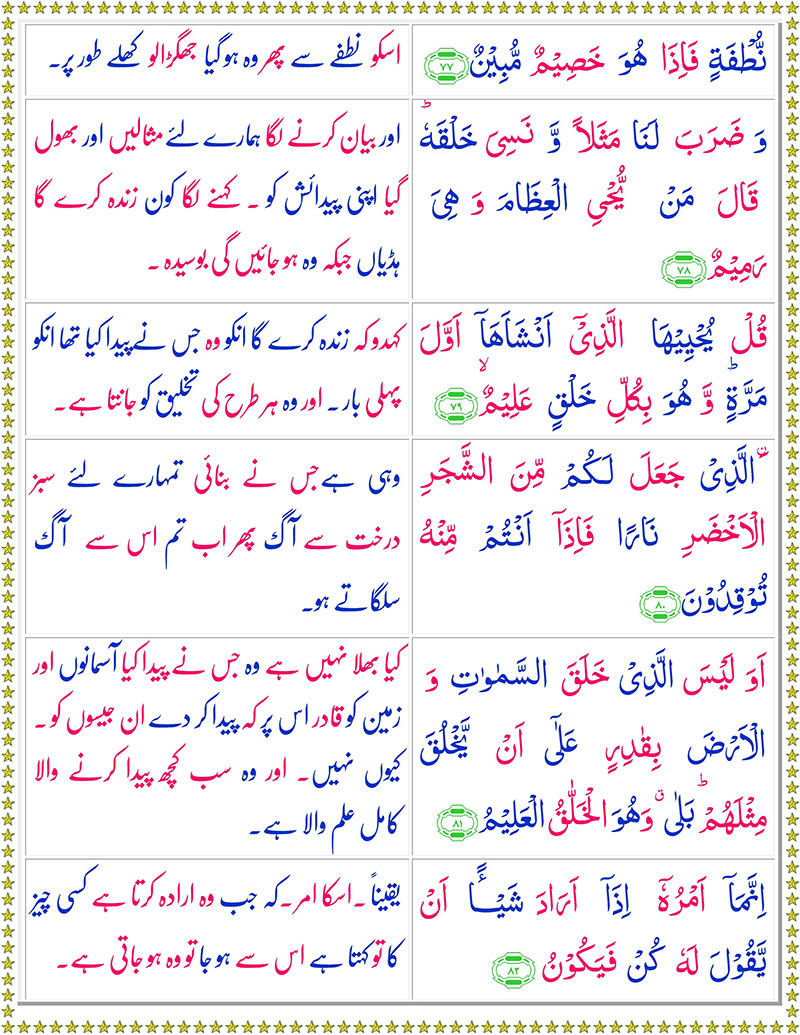 نُّطْفَةٍ فَاِذَا هُوَ خَصِيْمٌ مُّبِيْنٌ ﴿٧٧﴾
اسکو نطفے سے پھر وہ ہوگیا جھگڑالو کھلے طور پر۔
وَ ضَرَبَ لَنَا مَثَلاً وَّ نَسِىَ خَلْقَهٗ ؕ
قَالَ مَنْ يُّحْىِ الْعِظَامَ وَ هِىَ
رَمِيْمٌ ﴿٧٨﴾
اور بیان کرنے لگا ہمارے لئے مثالیں اور بھول
گیا اپنی پیدائش کو ۔ کہنے لگا کون زندہ کرے گا
ہڈیاں جبکہ وہ ہو جائیں گی بوسیدہ ۔
قُلْ يُحْيِيْهَا الَّذِىْۤ اَنْشَاَهَاۤ اَوَّلَ
مَرَّةٍ ؕ وَّ هُوَ بِكُلِّ خَلْقٍ عَلِيْمٌ ۙ ﴿٧٩﴾
کہدو کہ زندہ کرے گا انکو وہ جس نے پیدا کیا تھا انکو
پہلی بار ۔ اور وہ ہر طرح کی تخلیق کو جانتا ہے ۔
الَّذِىْ جَعَلَ لَكُمْ مِّنَ الشَّجَرِ
الْاَخْضَرِ نَارًا فَاِذَاۤ اَنْتُمْ مِّنْهُ
تُوْقِدُوْنَ ﴿٨٠﴾
وہی ہے جس نے بنائی تمہارے لئے سبز
درخت سے آگ پھر اب تم اس سے آگ
سلگاتے ہو۔
اَوَ لَيْسَ الَّذِىْ خَلَقَ السَّمٰوٰتِ وَ
الْاَرْضَ بِقٰدِرٍ عَلٰٓى اَنْ يَّخْلُقَ
مِثْلَهُمْ ؕ بَلٰى ۗ وَهُوَ الْخَلّٰقُ الْعَلِيْمُ ﴿٨١﴾
کیا بھلا نہیں ہے وہ جس نے پیدا کیا آسمانوں اور
زمین کو قادر اس پر کہ پیدا کر دے ان جیسوں کو ۔
کیوں نہیں۔ اور وہ سب کچھ پیدا کرنے والا
کامل علم والا ہے۔
اِنَّمَاۤ اَمْرُهٗۤ اِذَاۤ اَرَادَ شَيْــًٔا اَنْ
يَّقُوْلَ لَهٗ كُنْ فَيَكُوْنُ ﴿٨٢﴾
یقیناً ۔ اسکا امر ۔ کہ جب وہ ارادہ کرتا ہے کسی چیز
کا تو کہتا ہے اس سے ہو جا تو وہ ہو جاتی ہے ۔